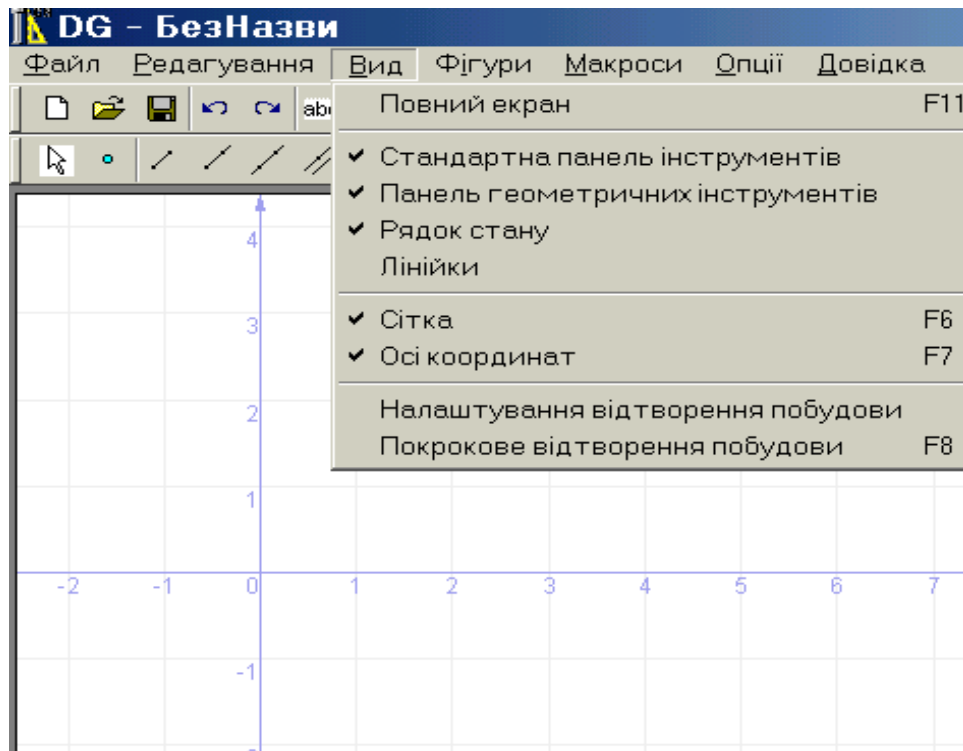 DG - БезНазви
Файл Редагування Вид Фігури Макроси Опції Довідка
Повний екран F11
Стандартна панель інструментів
Панель геометричних інструментів
Рядок стану
Лінійки
Сітка F6
Осі координат F7
Налаштування відтворення побудови
Покрокове відтворення побудови F8
4
3
2
1
-2 -1 0 1 2 3 4 5 6 7
-1